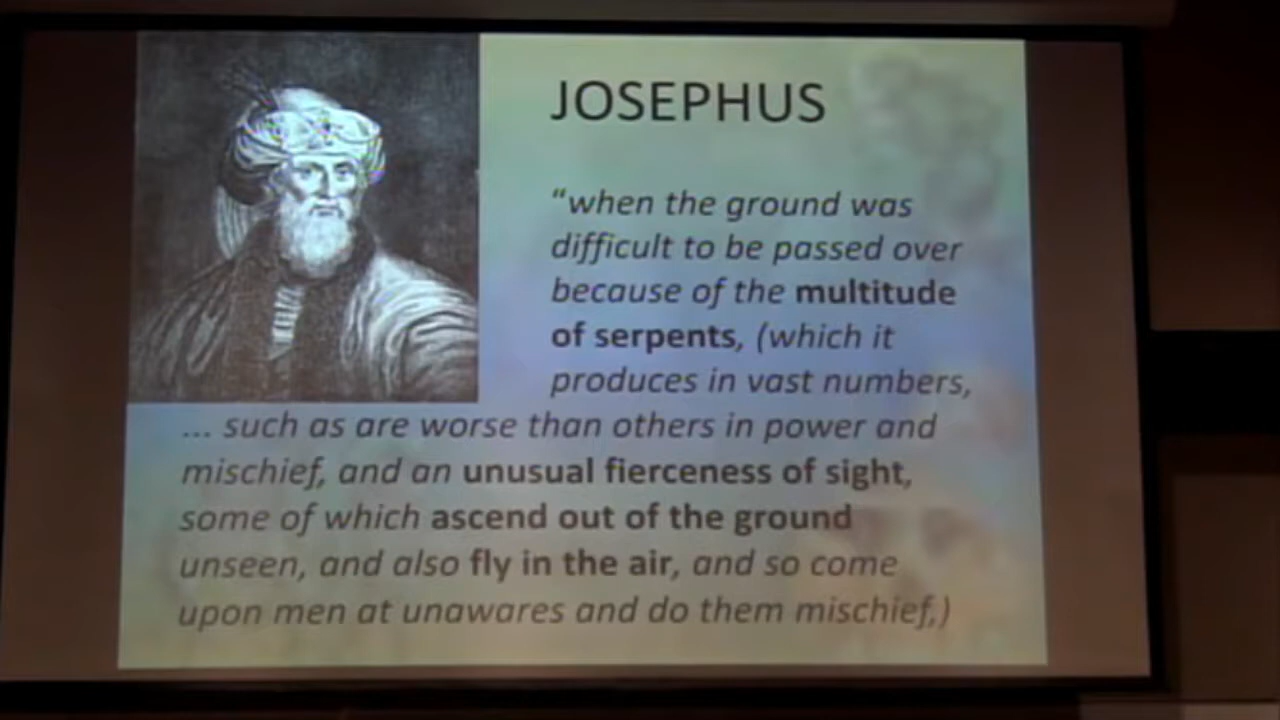 JOSEPHUS
“when the ground was
difficult to be passed over
because of the multitude
of serpents, (which it
produces in vast numbers,
... such as are worse than others in power and
mischief, and an unusual fierceness of sight,
some of which ascend out of the ground
unseen, and also fly in the air, and so come
upon men at unawares and do them mischief,)